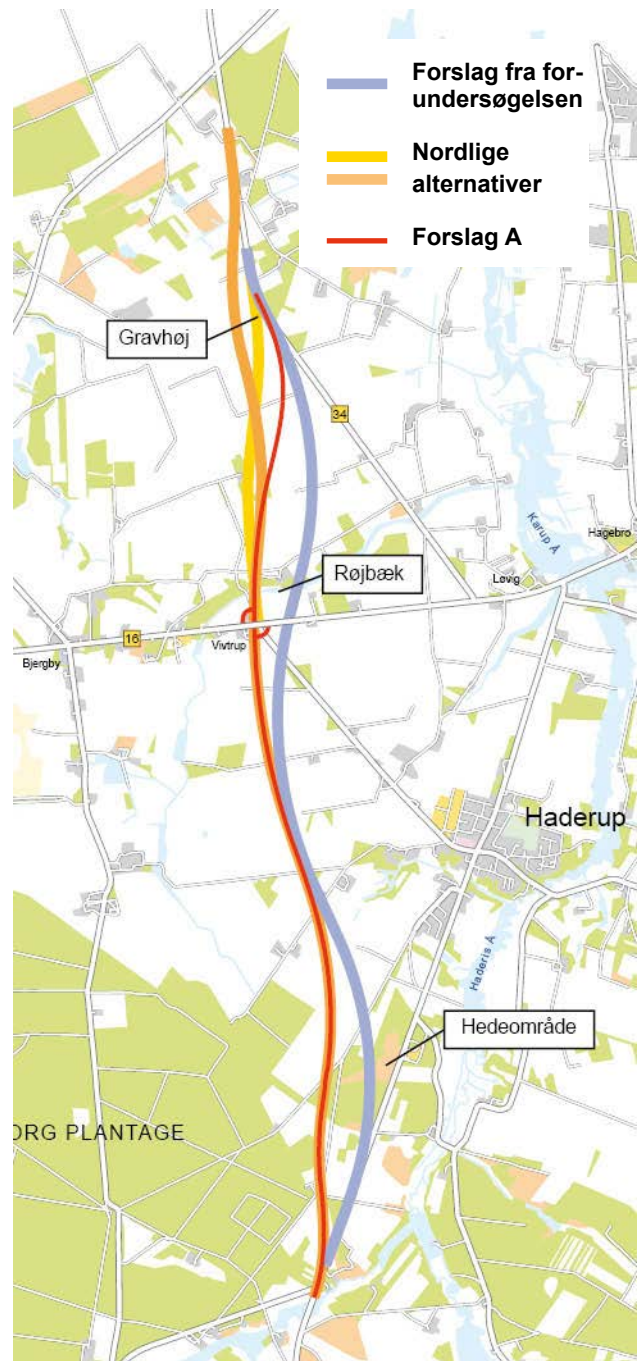 Forslag fra for-
undersøgelsen
Nordlige
alternativer
Forslag A
Gravhøj
34
Karup Å
Hagebro
Røjbæk
Løvig
16
Vivtrup
Bjergby
Haderup
Haderis Å
Hedeområde
ORG PLANTAGE